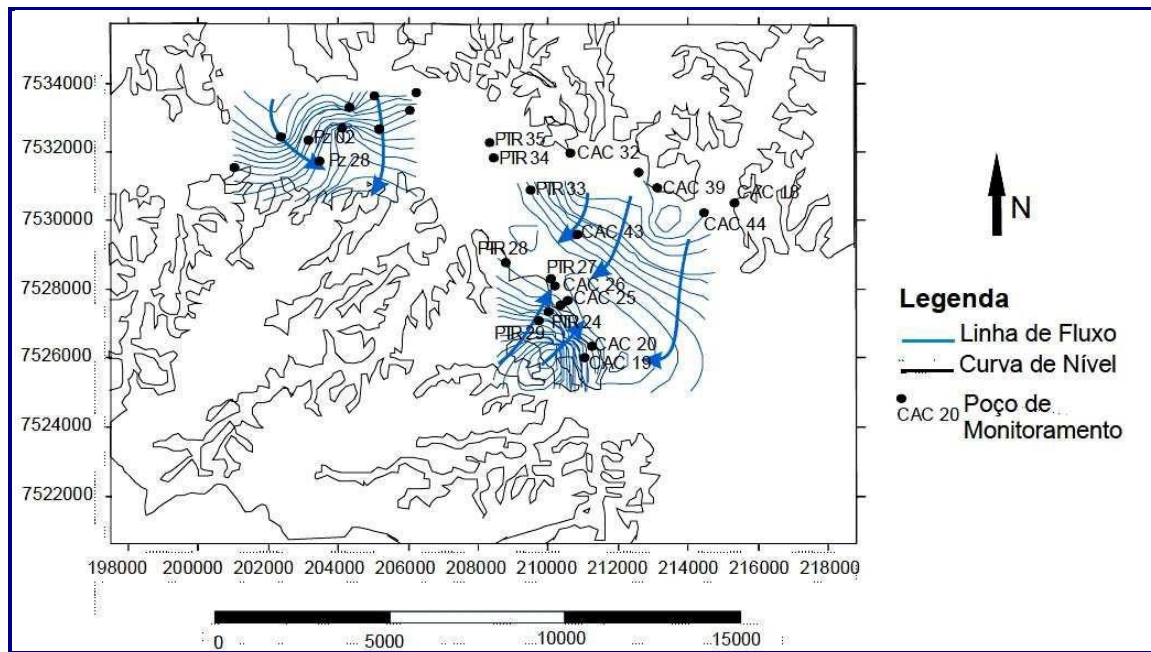 7534000
7532000
7530000
7528000
7526000
7524000
7522000
198000 200000 202000 204000 206000 208000 210000 212000 214000 216000 218000
Pz 02
Pz 28
PTR 35
PTR 34
CAC 32
PTR 33
CAC 39
CAC 18
CAC 44
CAC 43
PTR 28
PTR 27
CAC 26
CAC 25
PTR 24
PTR 29
CAC 20
CAC 19
N
Legenda
Linha de Fluxo
Curva de Nível
CAC 20
Poço de
Monitoramento
0 5000 10000 15000